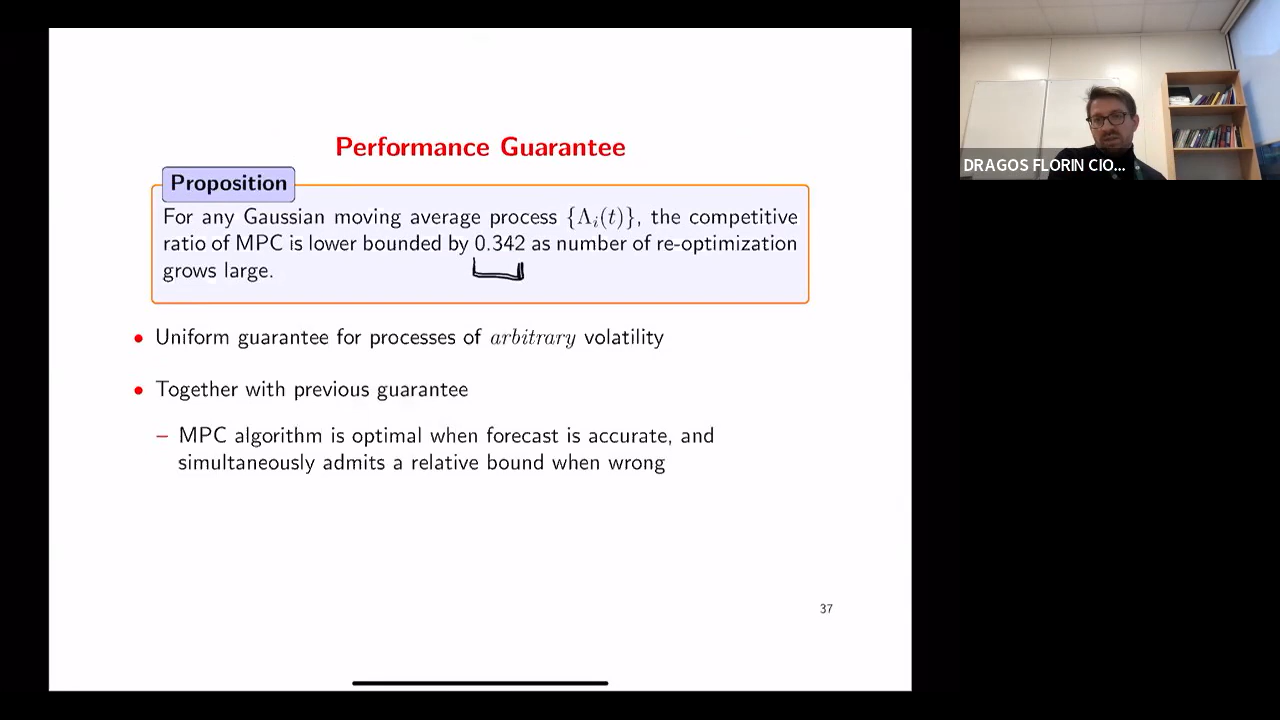 Performance Guarantee
Proposition
For any Gaussian moving average process {Λᵢ(t)}, the competitive
ratio of MPC is lower bounded by 0.342 as number of re-optimization
grows large.
• Uniform guarantee for processes of arbitrary volatility
• Together with previous guarantee
– MPC algorithm is optimal when forecast is accurate, and
simultaneously admits a relative bound when wrong
37
DRAGOS FLORIN CIO...